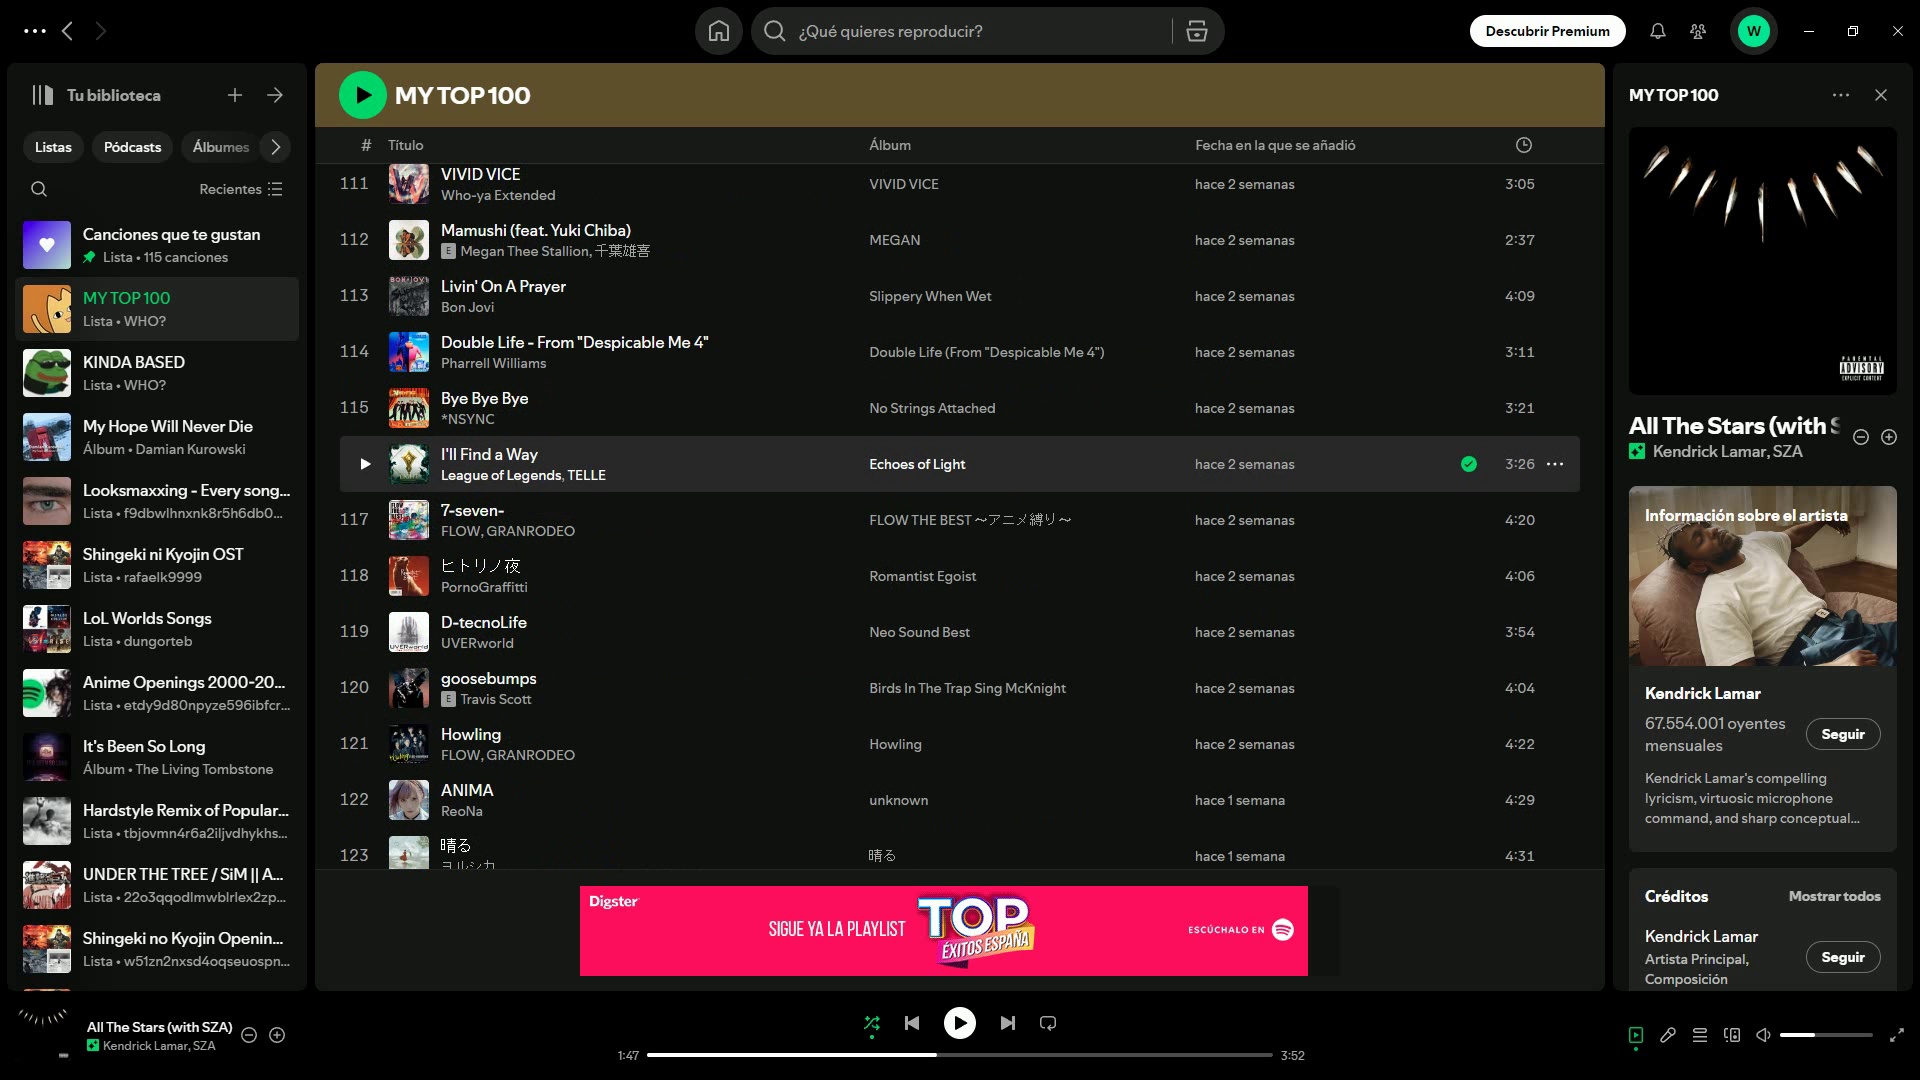 ¿Qué quieres reproducir?
Descubrir Premium
W
Tu biblioteca
Listas
Pódcasts
Álbumes
Recientes
Canciones que te gustan
Lista • 115 canciones
MY TOP 100
Lista • WHO?
KINDA BASED
Lista • WHO?
My Hope Will Never Die
Álbum • Damian Kurowski
Looksmaxxing - Every song...
Lista • f9dbwlhnxnk8r5h6db0...
Shingeki ni Kyojin OST
Lista • rafaelk9999
LoL Worlds Songs
Lista • dungorteb
Anime Openings 2000-20...
Lista • etdy9d80npyze596ibfcr...
It's Been So Long
Álbum • The Living Tombstone
Hardstyle Remix of Popular...
Lista • tbjovmn4r6a2iljvdhykhs...
UNDER THE TREE / SiM || A...
Lista • 22o3qqodlmwblrlex2zp...
Shingeki no Kyojin Openin...
Lista • w51zn2nxsd4oqseuospn...
MY TOP 100
# Título Álbum Fecha en la que se añadió
111 VIVID VICE VIVID VICE hace 2 semanas 3:05
Who-ya Extended
112 Mamushi (feat. Yuki Chiba) MEGAN hace 2 semanas 2:37
E Megan Thee Stallion, 千葉雄喜
113 Livin' On A Prayer Slippery When Wet hace 2 semanas 4:09
Bon Jovi
114 Double Life - From "Despicable Me 4" Double Life (From "Despicable Me 4") hace 2 semanas 3:11
Pharrell Williams
115 Bye Bye Bye No Strings Attached hace 2 semanas 3:21
*NSYNC
I'll Find a Way Echoes of Light hace 2 semanas 3:26
League of Legends, TELLE
117 7-seven- FLOW THE BEST ～アニメ縛り～ hace 2 semanas 4:20
FLOW, GRANRODEO
118 ヒトリノ夜 Romantist Egoist hace 2 semanas 4:06
PornoGraffitti
119 D-tecnoLife Neo Sound Best hace 2 semanas 3:54
UVERworld
120 goosebumps Birds In The Trap Sing McKnight hace 2 semanas 4:04
E Travis Scott
121 Howling Howling hace 2 semanas 4:22
FLOW, GRANRODEO
122 ANIMA unknown hace 1 semana 4:29
ReoNa
123 晴る 晴る hace 1 semana 4:31
ヨルシカ
Digster
SIGUE YA LA PLAYLIST
TOP
ÉXITOS ESPAÑA
ESCÚCHALO EN
MY TOP 100
PARENTAL
ADVISORY
EXPLICIT CONTENT
All The Stars (with S
Kendrick Lamar, SZA
Información sobre el artista
Kendrick Lamar
67.554.001 oyentes
mensuales
Seguir
Kendrick Lamar's compelling
lyricism, virtuosic microphone
command, and sharp conceptual...
Créditos
Mostrar todos
Kendrick Lamar
Artista Principal,
Composición
Seguir
All The Stars (with SZA)
Kendrick Lamar, SZA
1:47
3:52